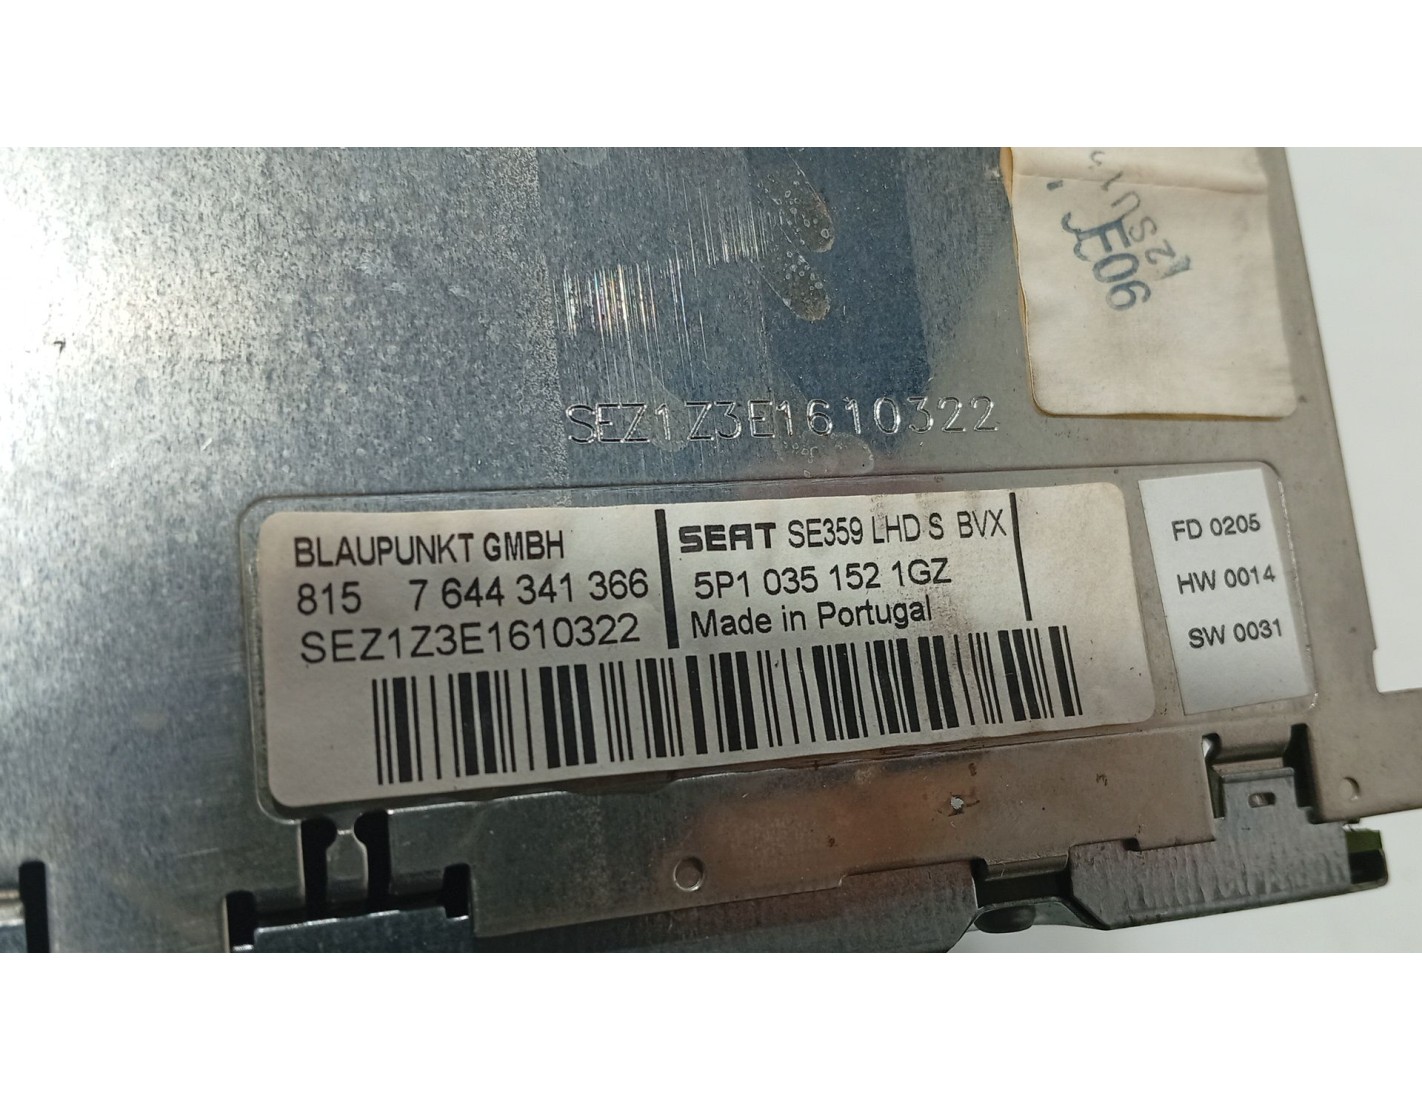 E06
SEZ1Z3E1610322
BLAUPUNKT GMBH
815 7 644 341 366
SEZ1Z3E1610322
SEAT SE359 LHD S BVX
5P1 035 152 1GZ
Made in Portugal
FD 0205
HW 0014
SW 0031